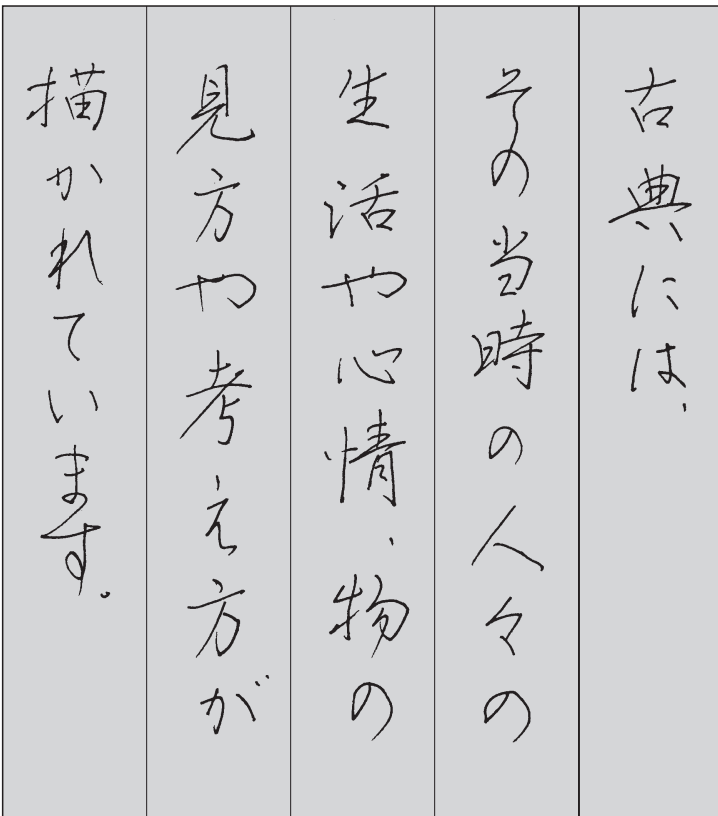 古典には、
その当時の人々の
生活や心情、物の
見方や考え方が
描かれています。